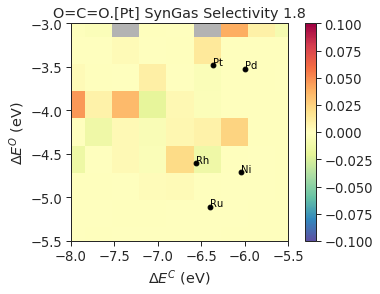 O=C=O.[Pt] SynGas Selectivity 1.8
−3.0
−3.5
−4.0
−4.5
−5.0
−5.5
ΔE^O (eV)
Pt
Pd
Rh
Ni
Ru
−8.0 −7.5 −7.0 −6.5 −6.0 −5.5
ΔE^C (eV)
0.100
0.075
0.050
0.025
0.000
−0.025
−0.050
−0.075
−0.100